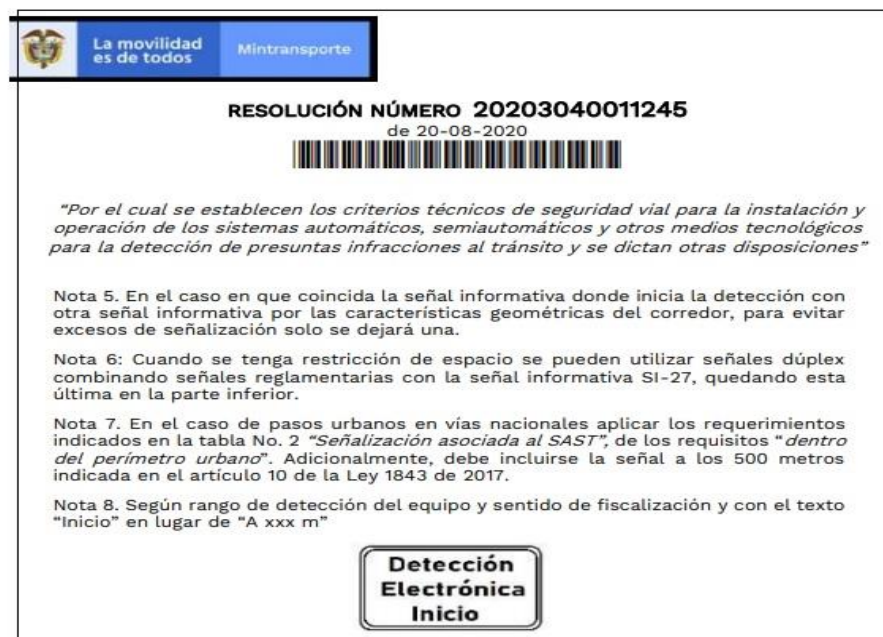 La movilidad
es de todos
Mintransporte
RESOLUCIÓN NÚMERO 20203040011245
de 20-08-2020
“Por el cual se establecen los criterios técnicos de seguridad vial para la instalación y
operación de los sistemas automáticos, semiautomáticos y otros medios tecnológicos
para la detección de presuntas infracciones al tránsito y se dictan otras disposiciones”
Nota 5. En el caso en que coincida la señal informativa donde inicia la detección con
otra señal informativa por las características geométricas del corredor, para evitar
excesos de señalización solo se dejará una.
Nota 6: Cuando se tenga restricción de espacio se pueden utilizar señales dúplex
combinando señales reglamentarias con la señal informativa SI-27, quedando esta
última en la parte inferior.
Nota 7. En el caso de pasos urbanos en vías nacionales aplicar los requerimientos
indicados en la tabla No. 2 “Señalización asociada al SAST”, de los requisitos “dentro
del perímetro urbano”. Adicionalmente, debe incluirse la señal a los 500 metros
indicada en el artículo 10 de la Ley 1843 de 2017.
Nota 8. Según rango de detección del equipo y sentido de fiscalización y con el texto
“Inicio” en lugar de “A xxx m”
Detección
Electrónica
Inicio